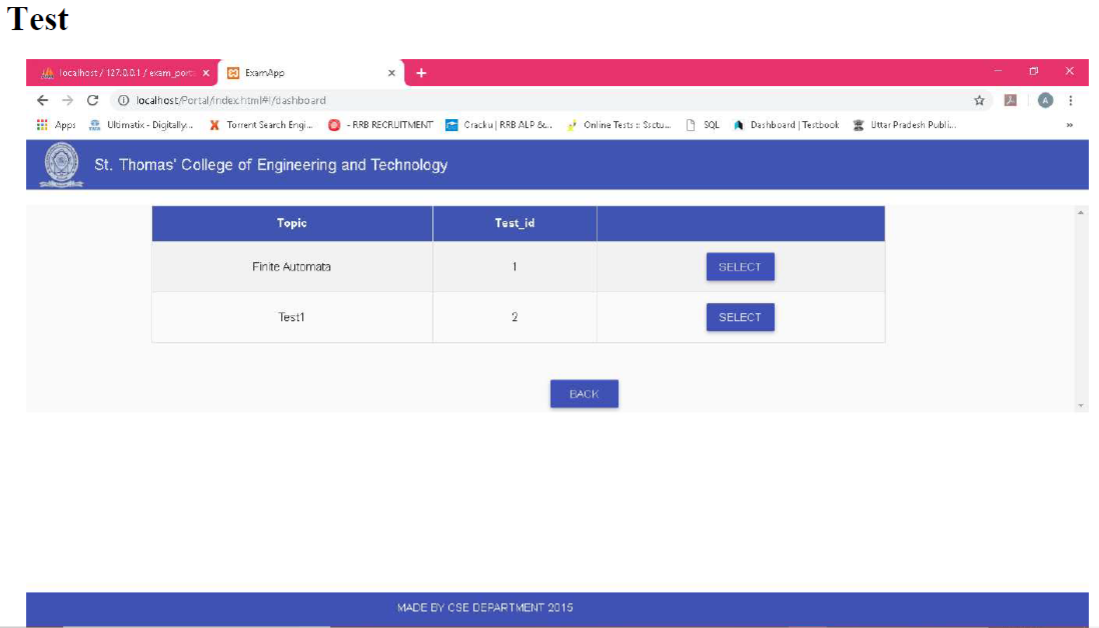 Test
localhost / 127.0.0.1 / exam_port
ExamApp
localhost/Portal/index.html#!/dashboard
Apps Ultimatix - Digitally... Torrent Search Engi... - RRB RECRUITMENT Cracku | RRB ALP &... Online Tests :: SQL Dashboard | Testbook Uttar Pradesh Publi... »
St. Thomas' College of Engineering and Technology
Topic Test_id
Finite Automata 1 SELECT
Test1 2 SELECT
BACK
MADE BY CSE DEPARTMENT 2015